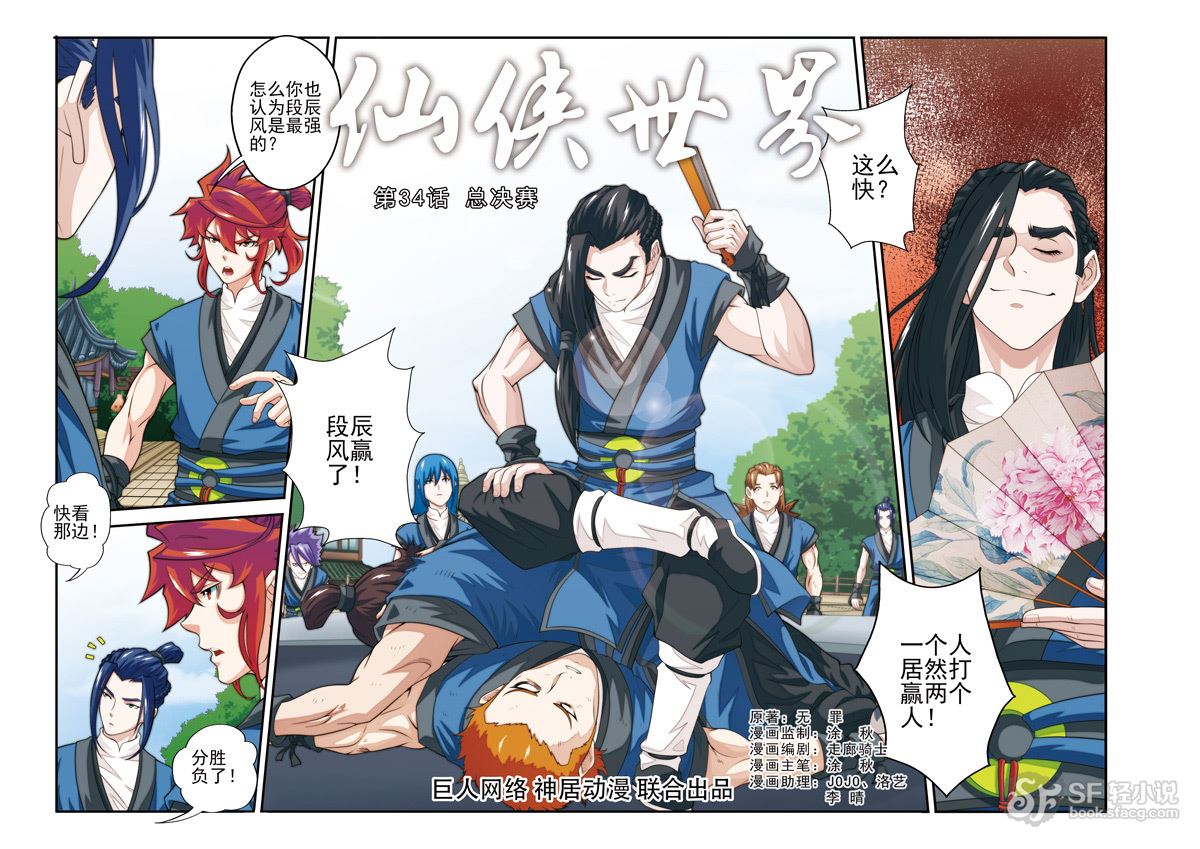 仙侠世界
第34话 总决赛
怎么你也
认为段辰
风是最强
的？
快看
那边！
分胜
负了！
段辰
风赢
了！
这么
快？
一个人
居然打
赢两个
人！
原著：无 罪
漫画监制：涂 秋
漫画编剧：走廊骑士
漫画主笔：涂 秋
漫画助理：JOJO、洛艺
李 晴
巨人网络 神居动漫 联合出品
SF 轻小说
book.sfacg.com